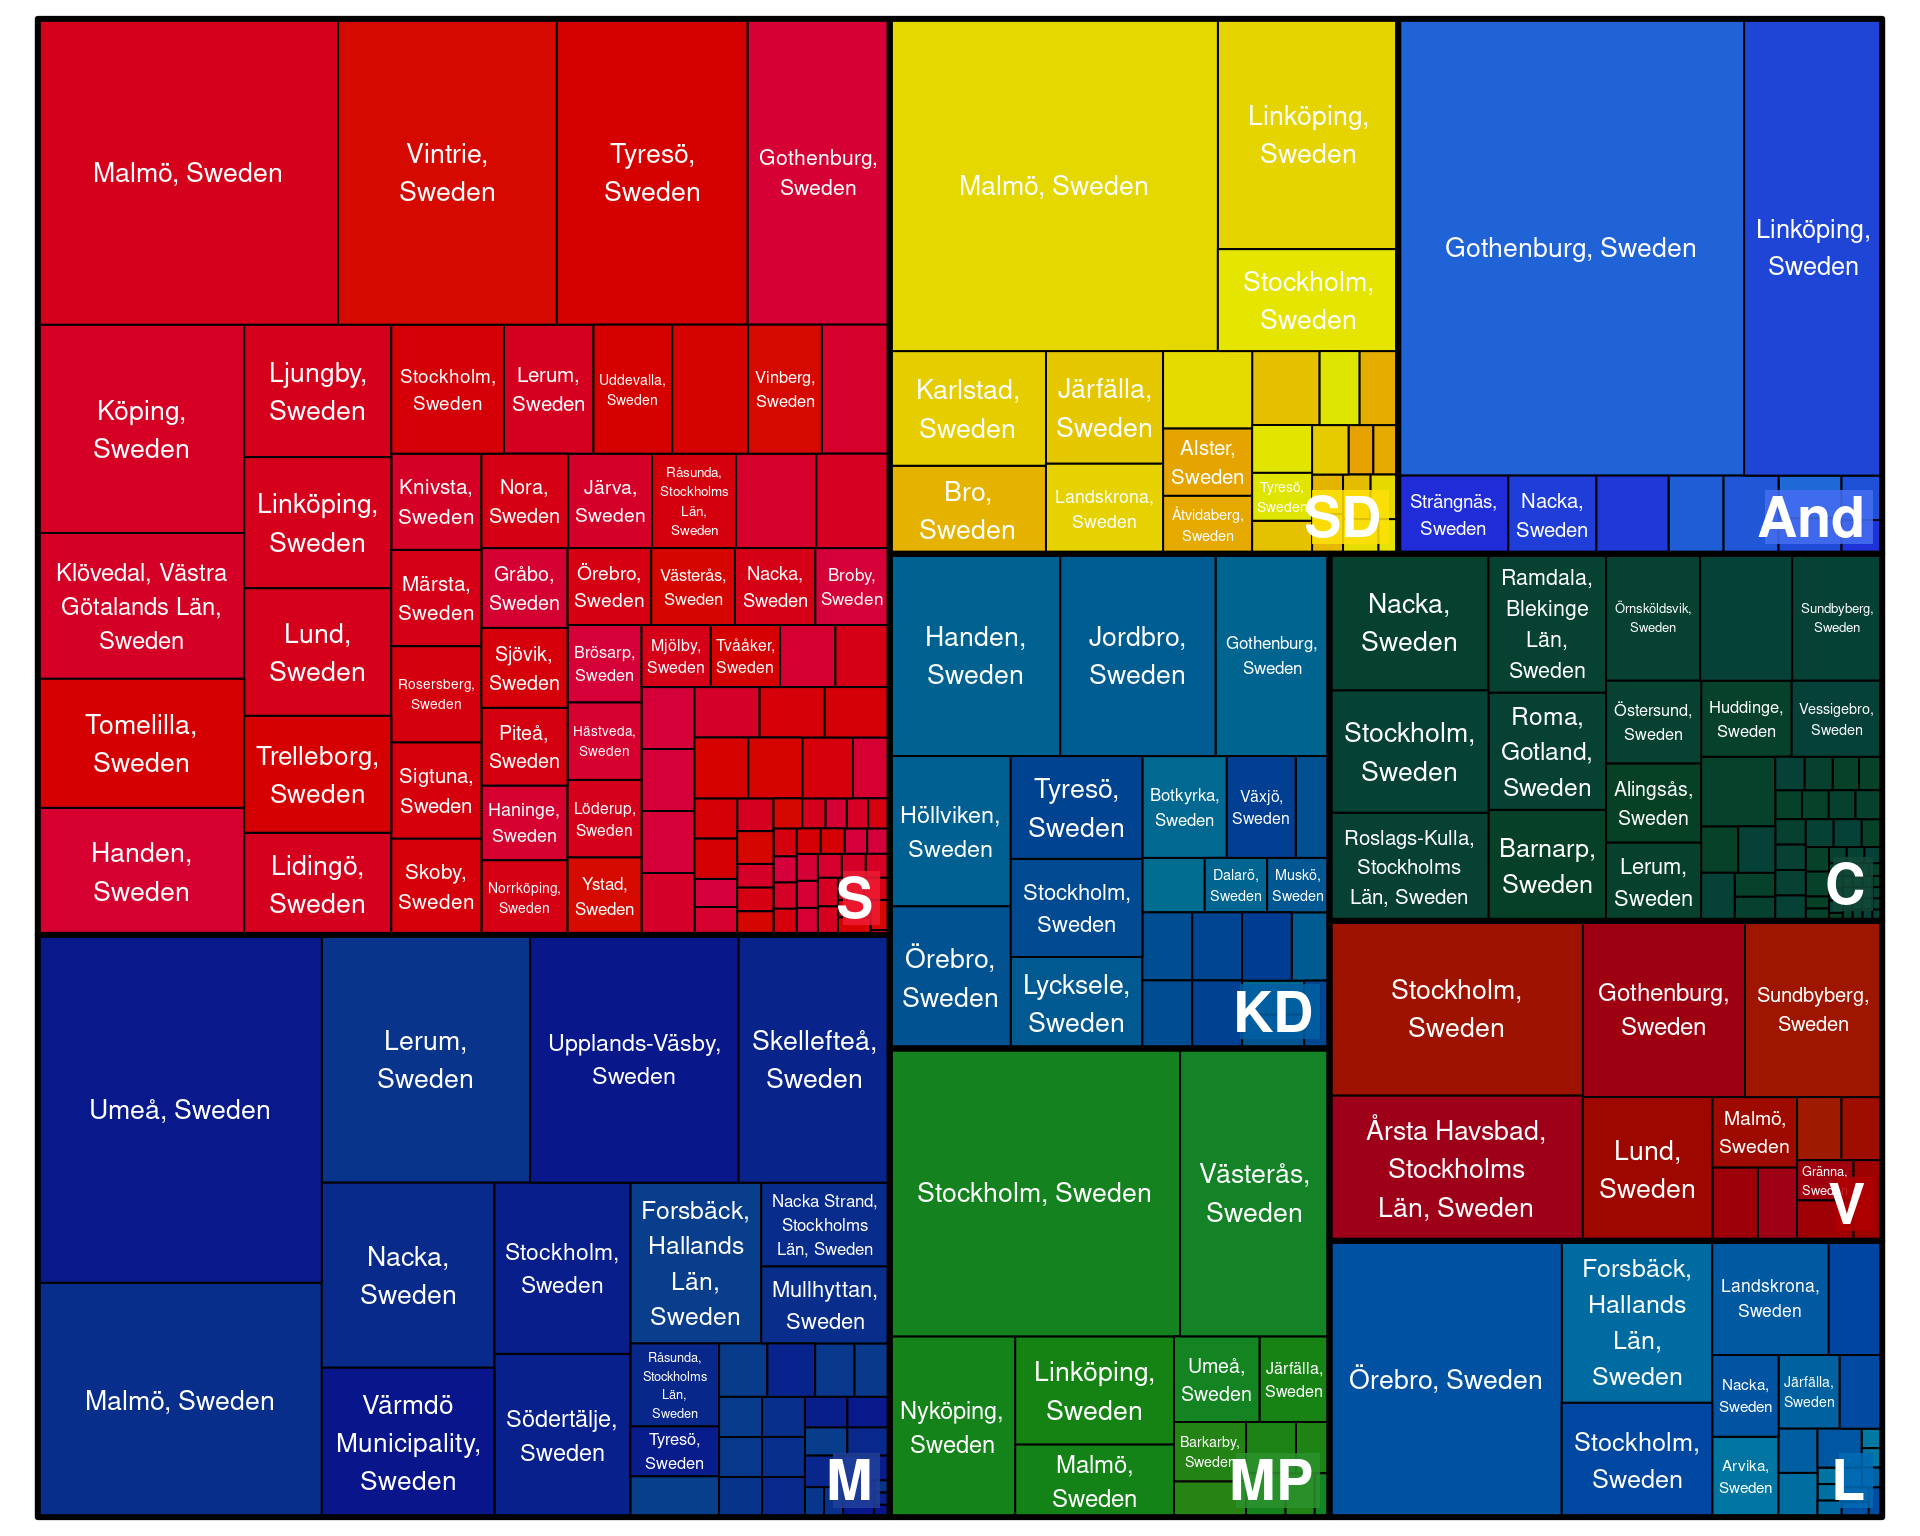 Malmö, Sweden
Vintrie,
Sweden
Tyresö,
Sweden
Gothenburg,
Sweden
Köping,
Sweden
Klövedal, Västra
Götalands Län,
Sweden
Tomelilla,
Sweden
Handen,
Sweden
Ljungby,
Sweden
Linköping,
Sweden
Lund,
Sweden
Trelleborg,
Sweden
Lidingö,
Sweden
Stockholm,
Sweden
Lerum,
Sweden
Uddevalla,
Sweden
Vinberg,
Sweden
Knivsta,
Sweden
Märsta,
Sweden
Rosersberg,
Sweden
Sigtuna,
Sweden
Skoby,
Sweden
Nora,
Sweden
Järva,
Sweden
Råsunda,
Stockholms
Län,
Sweden
Gråbo,
Sweden
Sjövik,
Sweden
Piteå,
Sweden
Haninge,
Sweden
Norrköping,
Sweden
Örebro,
Sweden
Västerås,
Sweden
Nacka,
Sweden
Broby,
Sweden
Brösarp,
Sweden
Hästveda,
Sweden
Löderup,
Sweden
Ystad,
Sweden
Mjölby,
Sweden
Tvååker,
Sweden
S
Malmö, Sweden
Linköping,
Sweden
Stockholm,
Sweden
Karlstad,
Sweden
Bro,
Sweden
Järfälla,
Sweden
Landskrona,
Sweden
Alster,
Sweden
Åtvidaberg,
Sweden
Tyresö,
Sweden
SD
Gothenburg, Sweden
Linköping,
Sweden
Strängnäs,
Sweden
Nacka,
Sweden
And
Handen,
Sweden
Jordbro,
Sweden
Gothenburg,
Sweden
Höllviken,
Sweden
Örebro,
Sweden
Tyresö,
Sweden
Stockholm,
Sweden
Lycksele,
Sweden
Botkyrka,
Sweden
Växjö,
Sweden
Dalarö,
Sweden
Muskö,
Sweden
KD
Nacka,
Sweden
Stockholm,
Sweden
Roslags-Kulla,
Stockholms
Län, Sweden
Ramdala,
Blekinge
Län,
Sweden
Roma,
Gotland,
Sweden
Barnarp,
Sweden
Örnsköldsvik,
Sweden
Sundbyberg,
Sweden
Östersund,
Sweden
Huddinge,
Sweden
Vessigebro,
Sweden
Alingsås,
Sweden
Lerum,
Sweden
C
Umeå, Sweden
Malmö, Sweden
Lerum,
Sweden
Upplands-Väsby,
Sweden
Skellefteå,
Sweden
Nacka,
Sweden
Värmdö
Municipality,
Sweden
Stockholm,
Sweden
Södertälje,
Sweden
Forsbäck,
Hallands
Län,
Sweden
Nacka Strand,
Stockholms
Län, Sweden
Mullhyttan,
Sweden
Råsunda,
Stockholms
Län,
Sweden
Tyresö,
Sweden
M
Stockholm, Sweden
Västerås,
Sweden
Nyköping,
Sweden
Linköping,
Sweden
Malmö,
Sweden
Umeå,
Sweden
Järfälla,
Sweden
Barkarby,
Sweden
MP
Stockholm,
Sweden
Gothenburg,
Sweden
Sundbyberg,
Sweden
Årsta Havsbad,
Stockholms
Län, Sweden
Lund,
Sweden
Malmö,
Sweden
Gränna,
Sweden
V
Örebro, Sweden
Forsbäck,
Hallands
Län,
Sweden
Stockholm,
Sweden
Landskrona,
Sweden
Nacka,
Sweden
Järfälla,
Sweden
Arvika,
Sweden
L